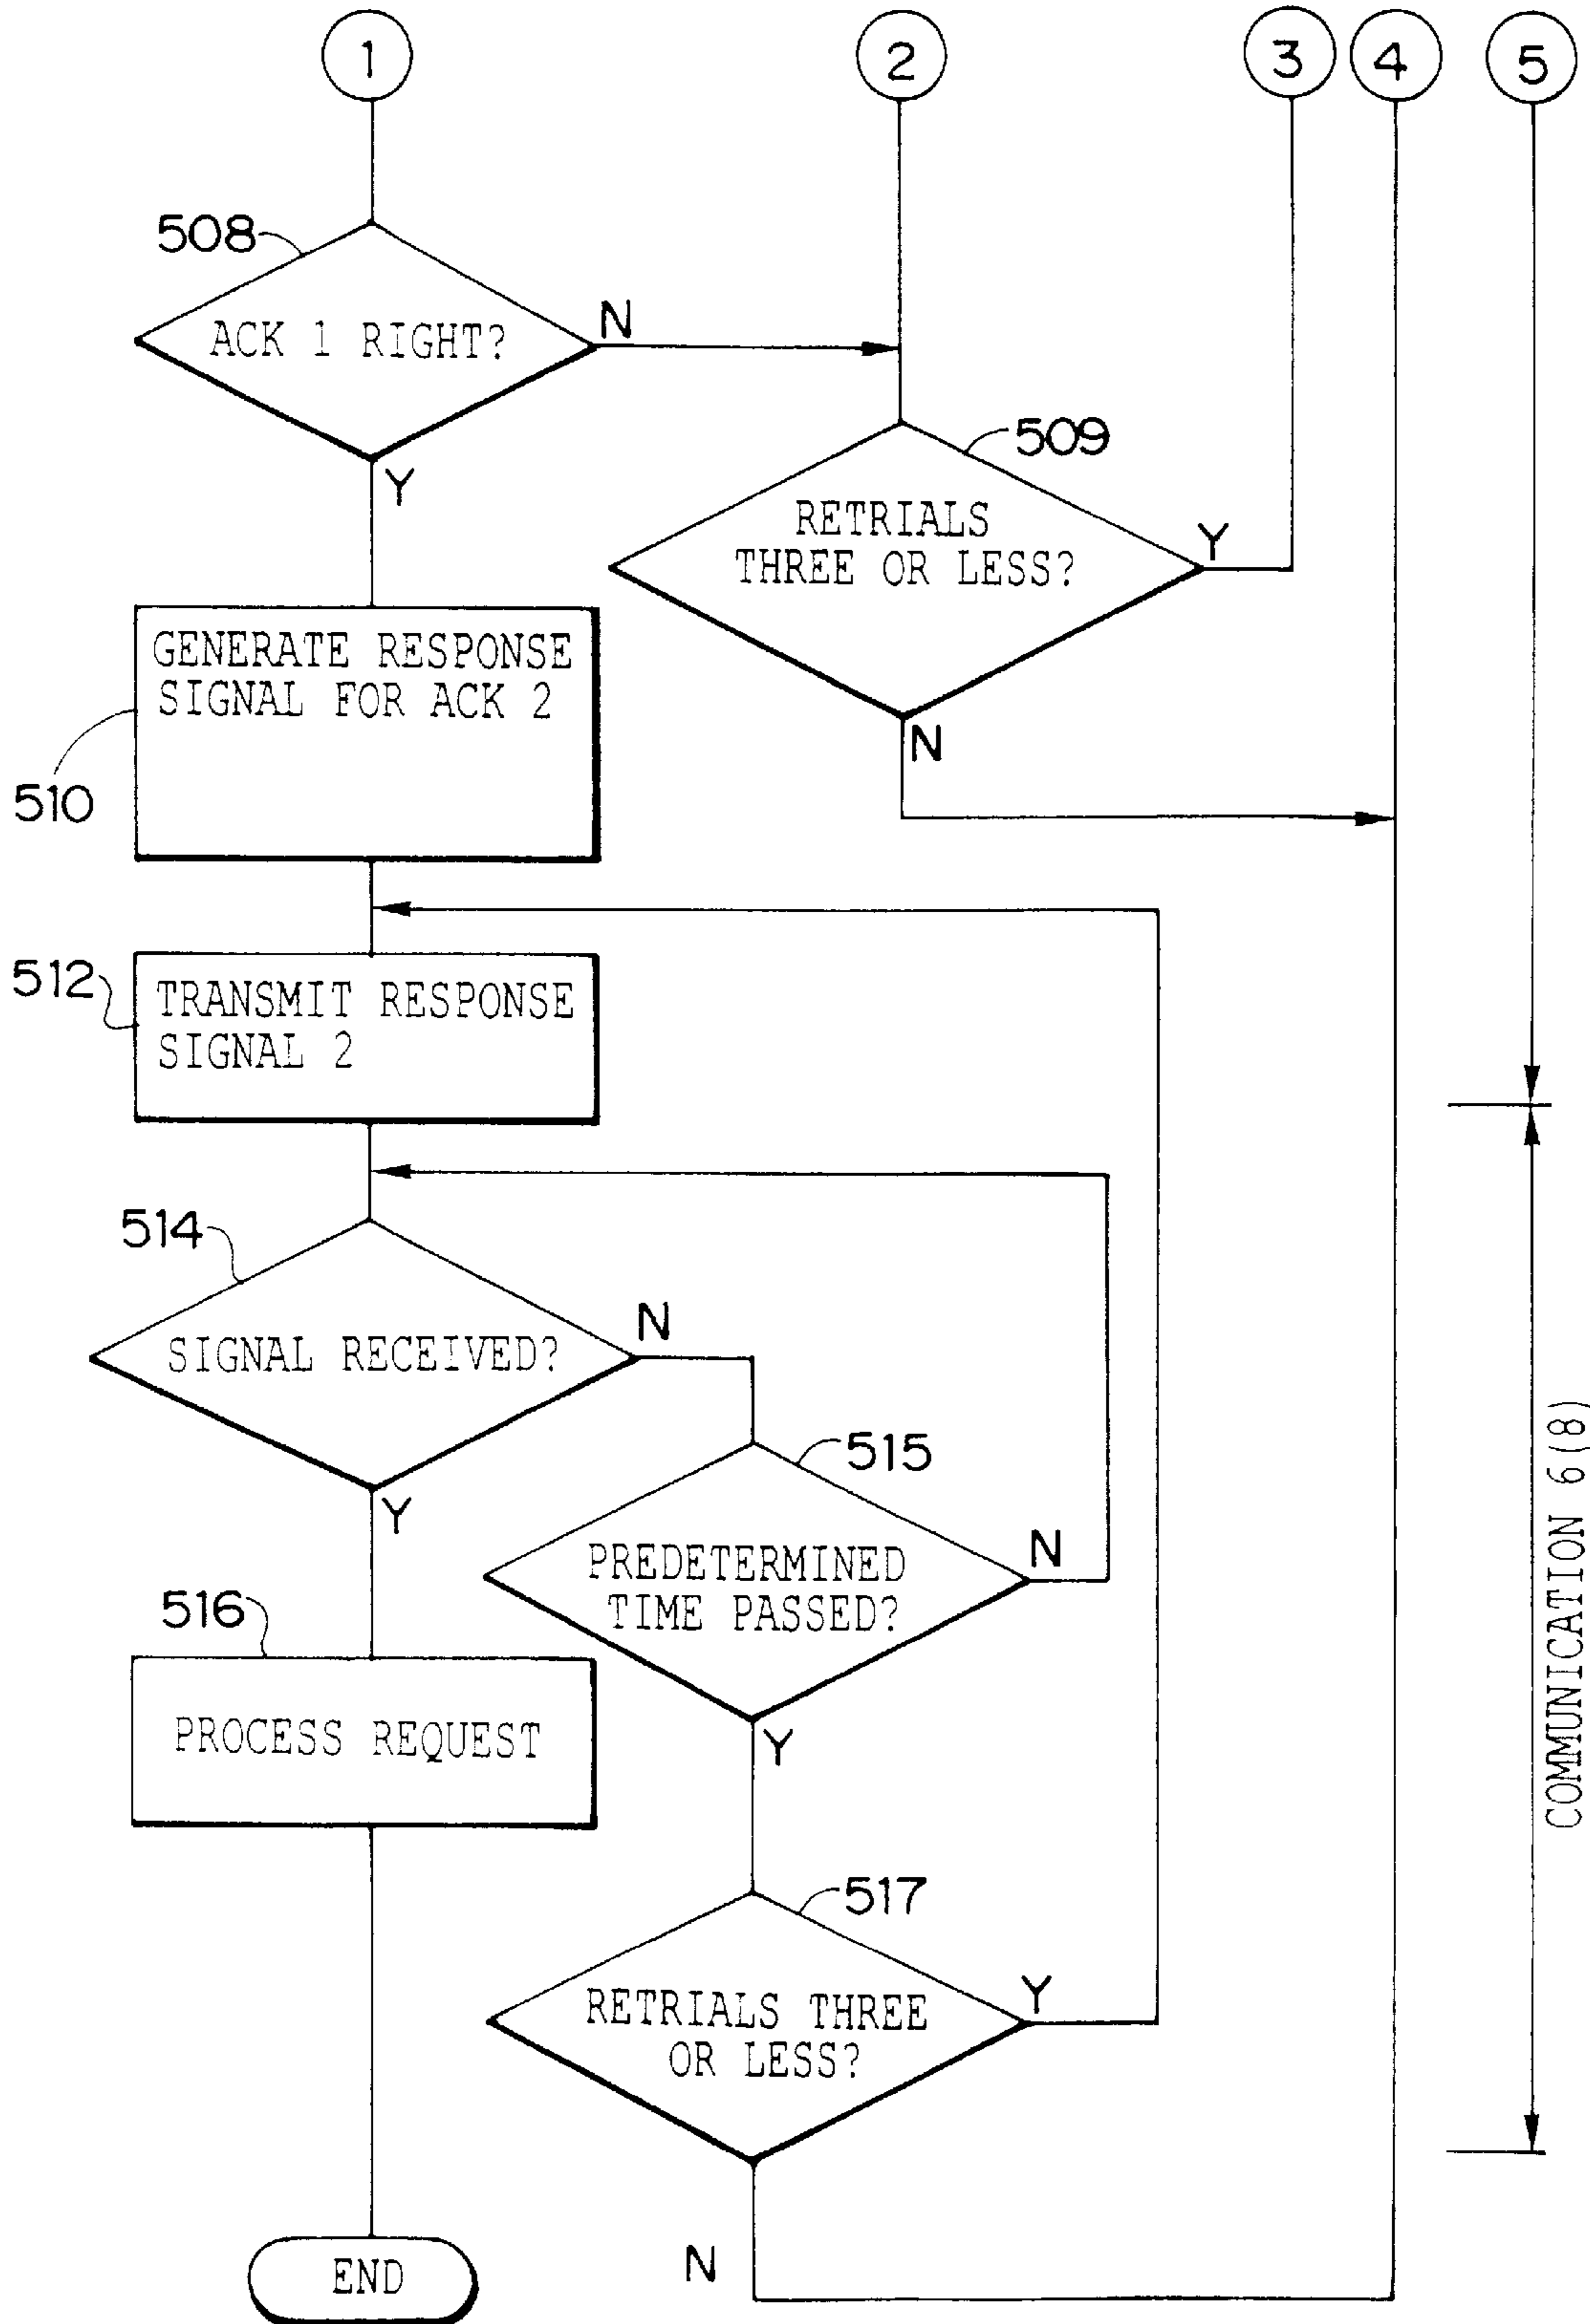 1
2
3
4
5
508
ACK 1 RIGHT?
N
Y
509
RETRIALS
THREE OR LESS?
Y
N
GENERATE RESPONSE
SIGNAL FOR ACK 2
510
512
TRANSMIT RESPONSE
SIGNAL 2
514
SIGNAL RECEIVED?
N
Y
515
PREDETERMINED
TIME PASSED?
N
Y
516
PROCESS REQUEST
517
RETRIALS THREE
OR LESS?
Y
N
END
COMMUNICATION 6(8)